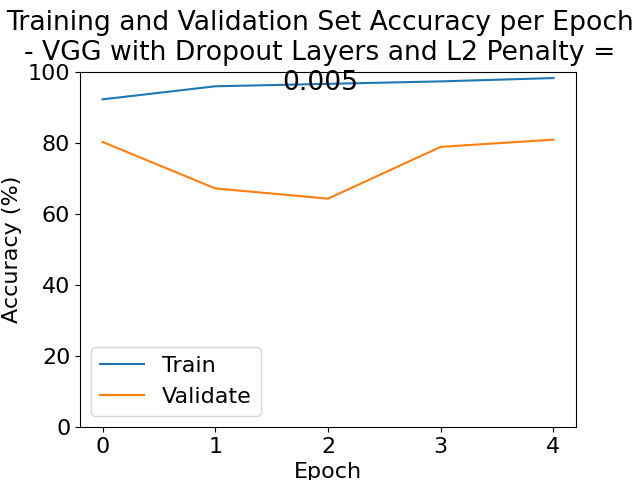 Training and Validation Set Accuracy per Epoch
- VGG with Dropout Layers and L2 Penalty =
0.005
100
80
60
40
20
0
Accuracy (%)
Train
Validate
0 1 2 3 4
Epoch